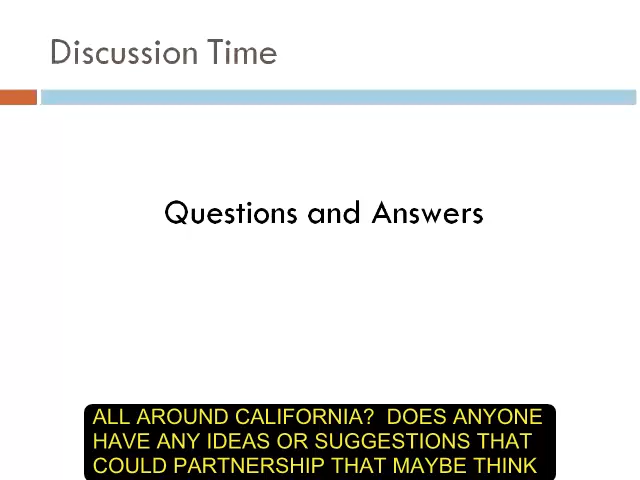 Discussion Time
Questions and Answers
ALL AROUND CALIFORNIA?  DOES ANYONE
HAVE ANY IDEAS OR SUGGESTIONS THAT
COULD PARTNERSHIP THAT MAYBE THINK